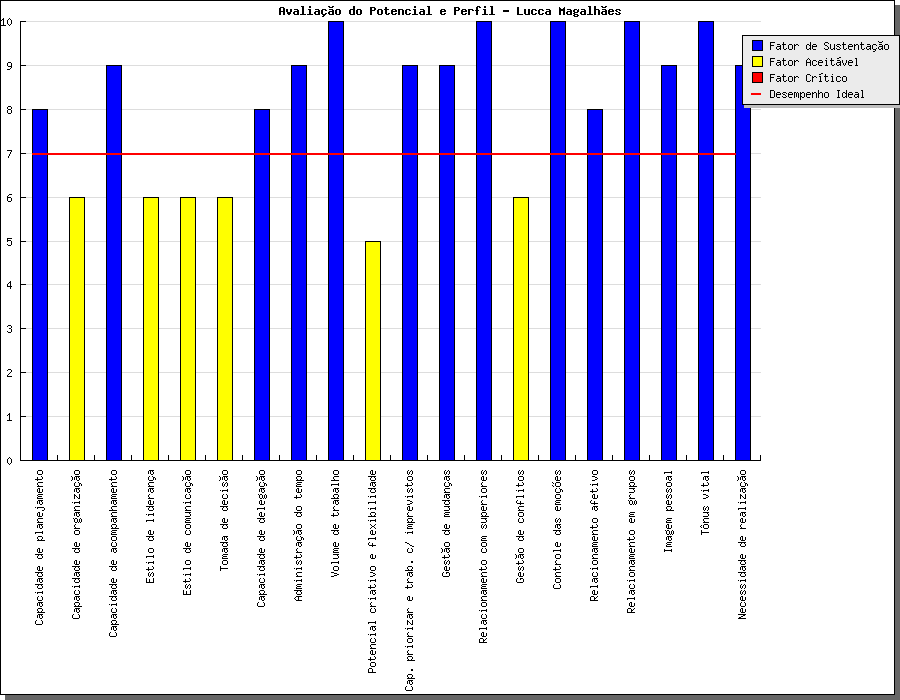 Avaliação do Potencial e Perfil - Lucca Magalhães
10
9
8
7
6
5
4
3
2
1
0
Fator de Sustentação
Fator Aceitável
Fator Crítico
Desempenho Ideal
Capacidade de planejamento
Capacidade de organização
Capacidade de acompanhamento
Estilo de liderança
Estilo de comunicação
Tomada de decisão
Capacidade de delegação
Administração do tempo
Volume de trabalho
Potencial criativo e flexibilidade
Cap. priorizar e trab. c/ imprevistos
Gestão de mudanças
Relacionamento com superiores
Gestão de conflitos
Controle das emoções
Relacionamento afetivo
Relacionamento em grupos
Imagem pessoal
Tônus vital
Necessidade de realização